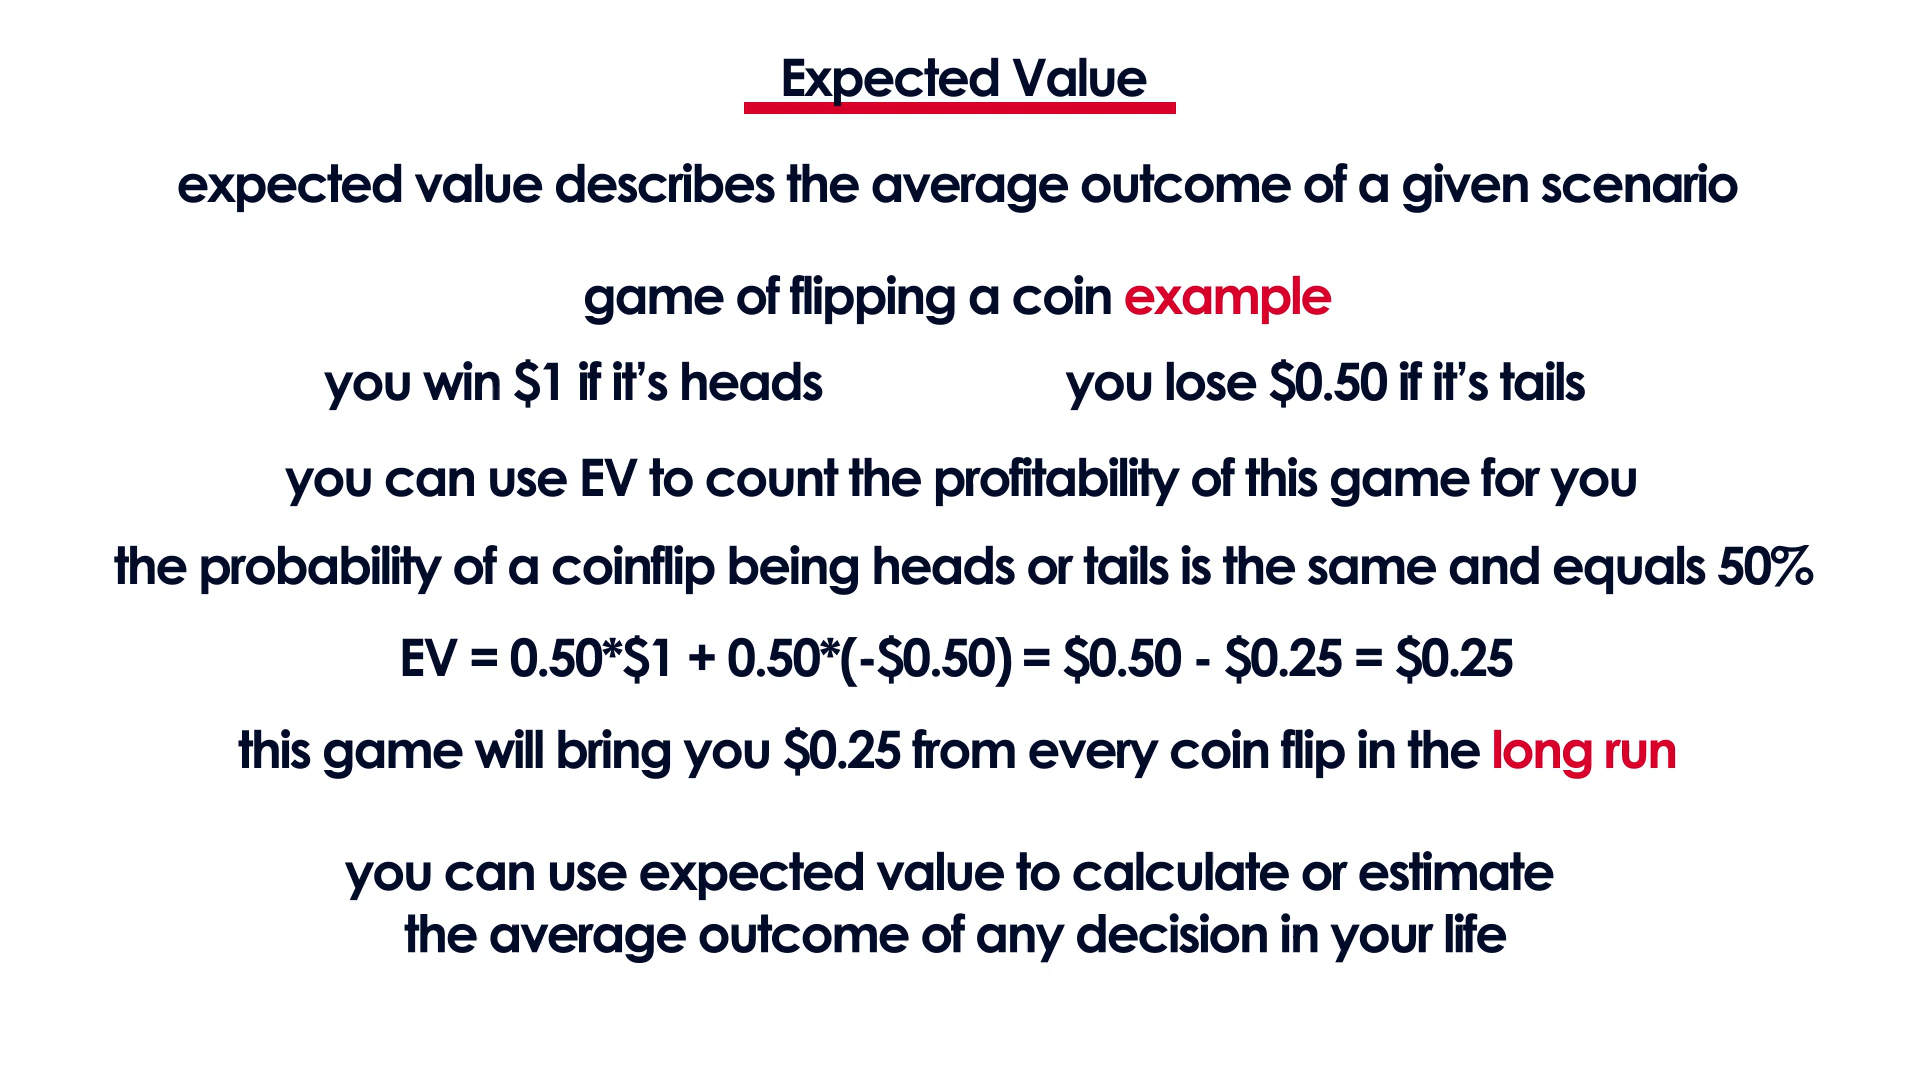 Expected Value
expected value describes the average outcome of a given scenario
game of flipping a coin example
you win $1 if it’s heads
you lose $0.50 if it’s tails
you can use EV to count the profitability of this game for you
the probability of a coinflip being heads or tails is the same and equals 50%
EV = 0.50*$1 + 0.50*(-$0.50) = $0.50 - $0.25 = $0.25
this game will bring you $0.25 from every coin flip in the long run
you can use expected value to calculate or estimate
the average outcome of any decision in your life